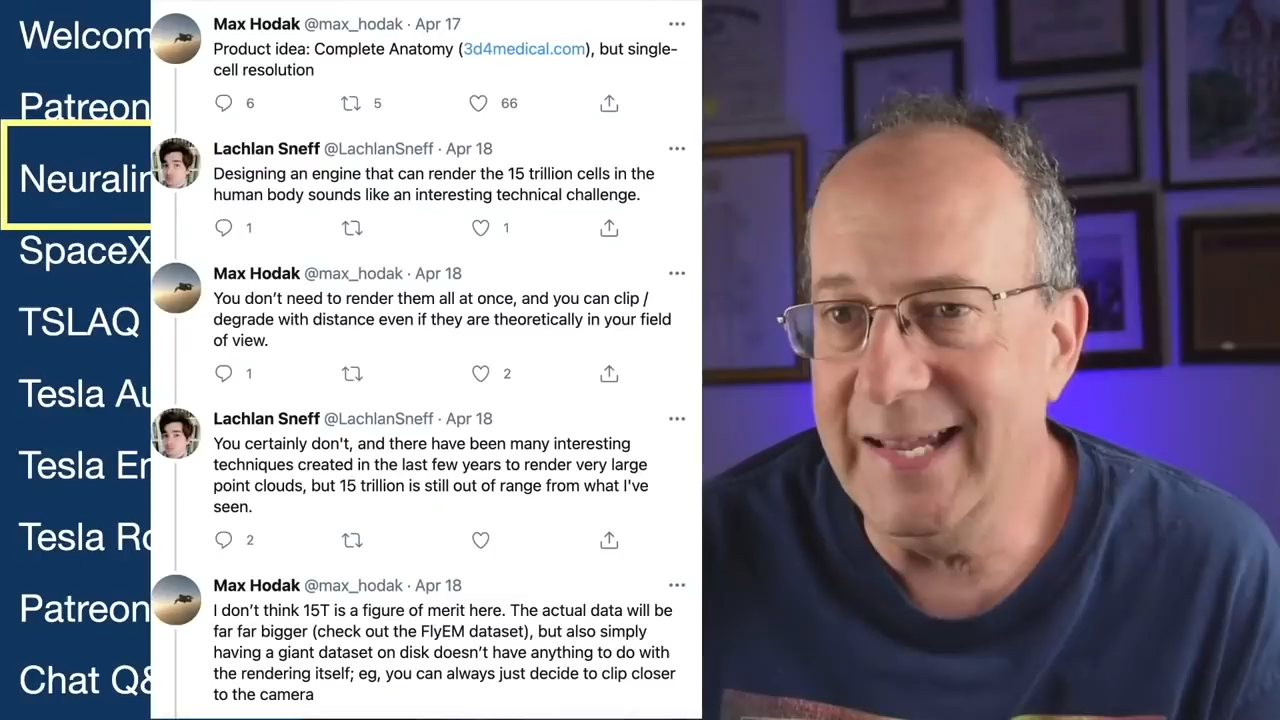 Welcom
Patreon
Neuralin
SpaceX
TSLAQ
Tesla Au
Tesla En
Tesla Ro
Patreon
Chat Q&
Max Hodak @max_hodak · Apr 17
Product idea: Complete Anatomy (3d4medical.com), but single-
cell resolution
6 5 66
Lachlan Sneff @LachlanSneff · Apr 18
Designing an engine that can render the 15 trillion cells in the
human body sounds like an interesting technical challenge.
1 1
Max Hodak @max_hodak · Apr 18
You don’t need to render them all at once, and you can clip /
degrade with distance even if they are theoretically in your field
of view.
1 2
Lachlan Sneff @LachlanSneff · Apr 18
You certainly don't, and there have been many interesting
techniques created in the last few years to render very large
point clouds, but 15 trillion is still out of range from what I've
seen.
2
Max Hodak @max_hodak · Apr 18
I don’t think 15T is a figure of merit here. The actual data will be
far far bigger (check out the FlyEM dataset), but also simply
having a giant dataset on disk doesn’t have anything to do with
the rendering itself; eg, you can always just decide to clip closer
to the camera